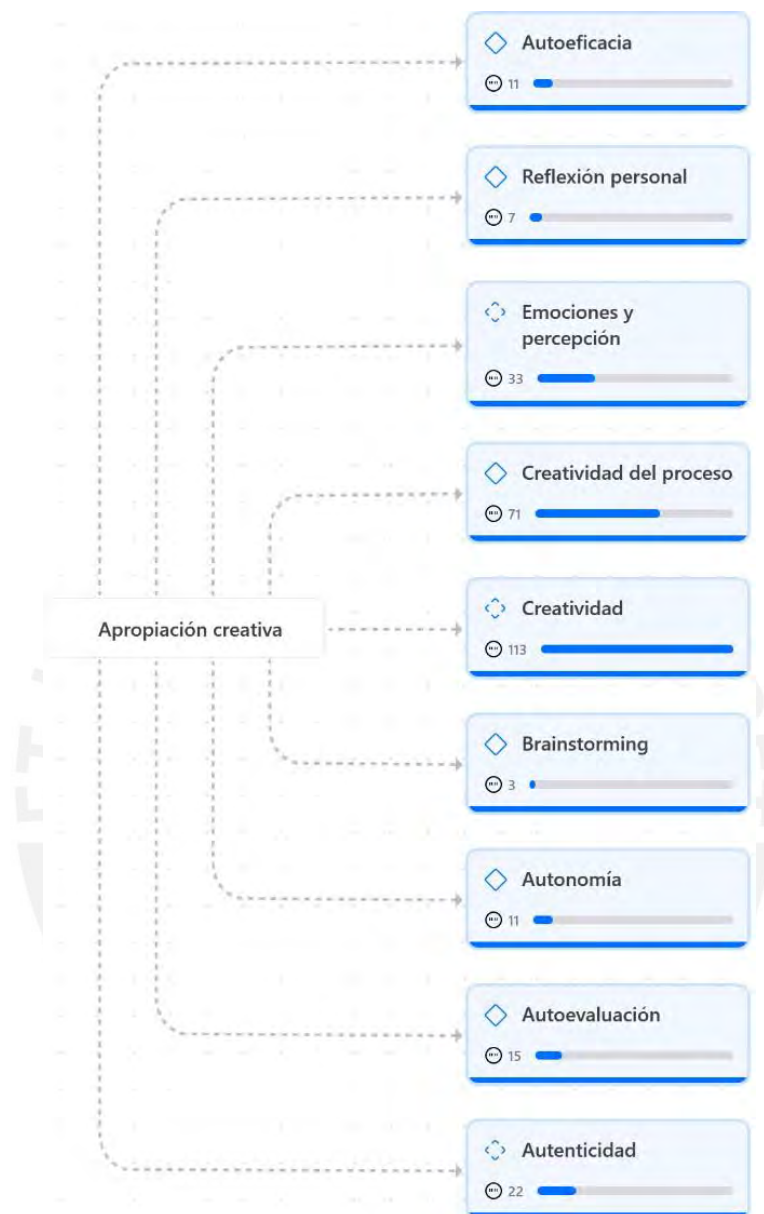 Autoeficacia
11
Reflexión personal
7
Emociones y
percepción
33
Creatividad del proceso
71
Creatividad
113
Apropiación creativa
Brainstorming
3
Autonomía
11
Autoevaluación
15
Autenticidad
22